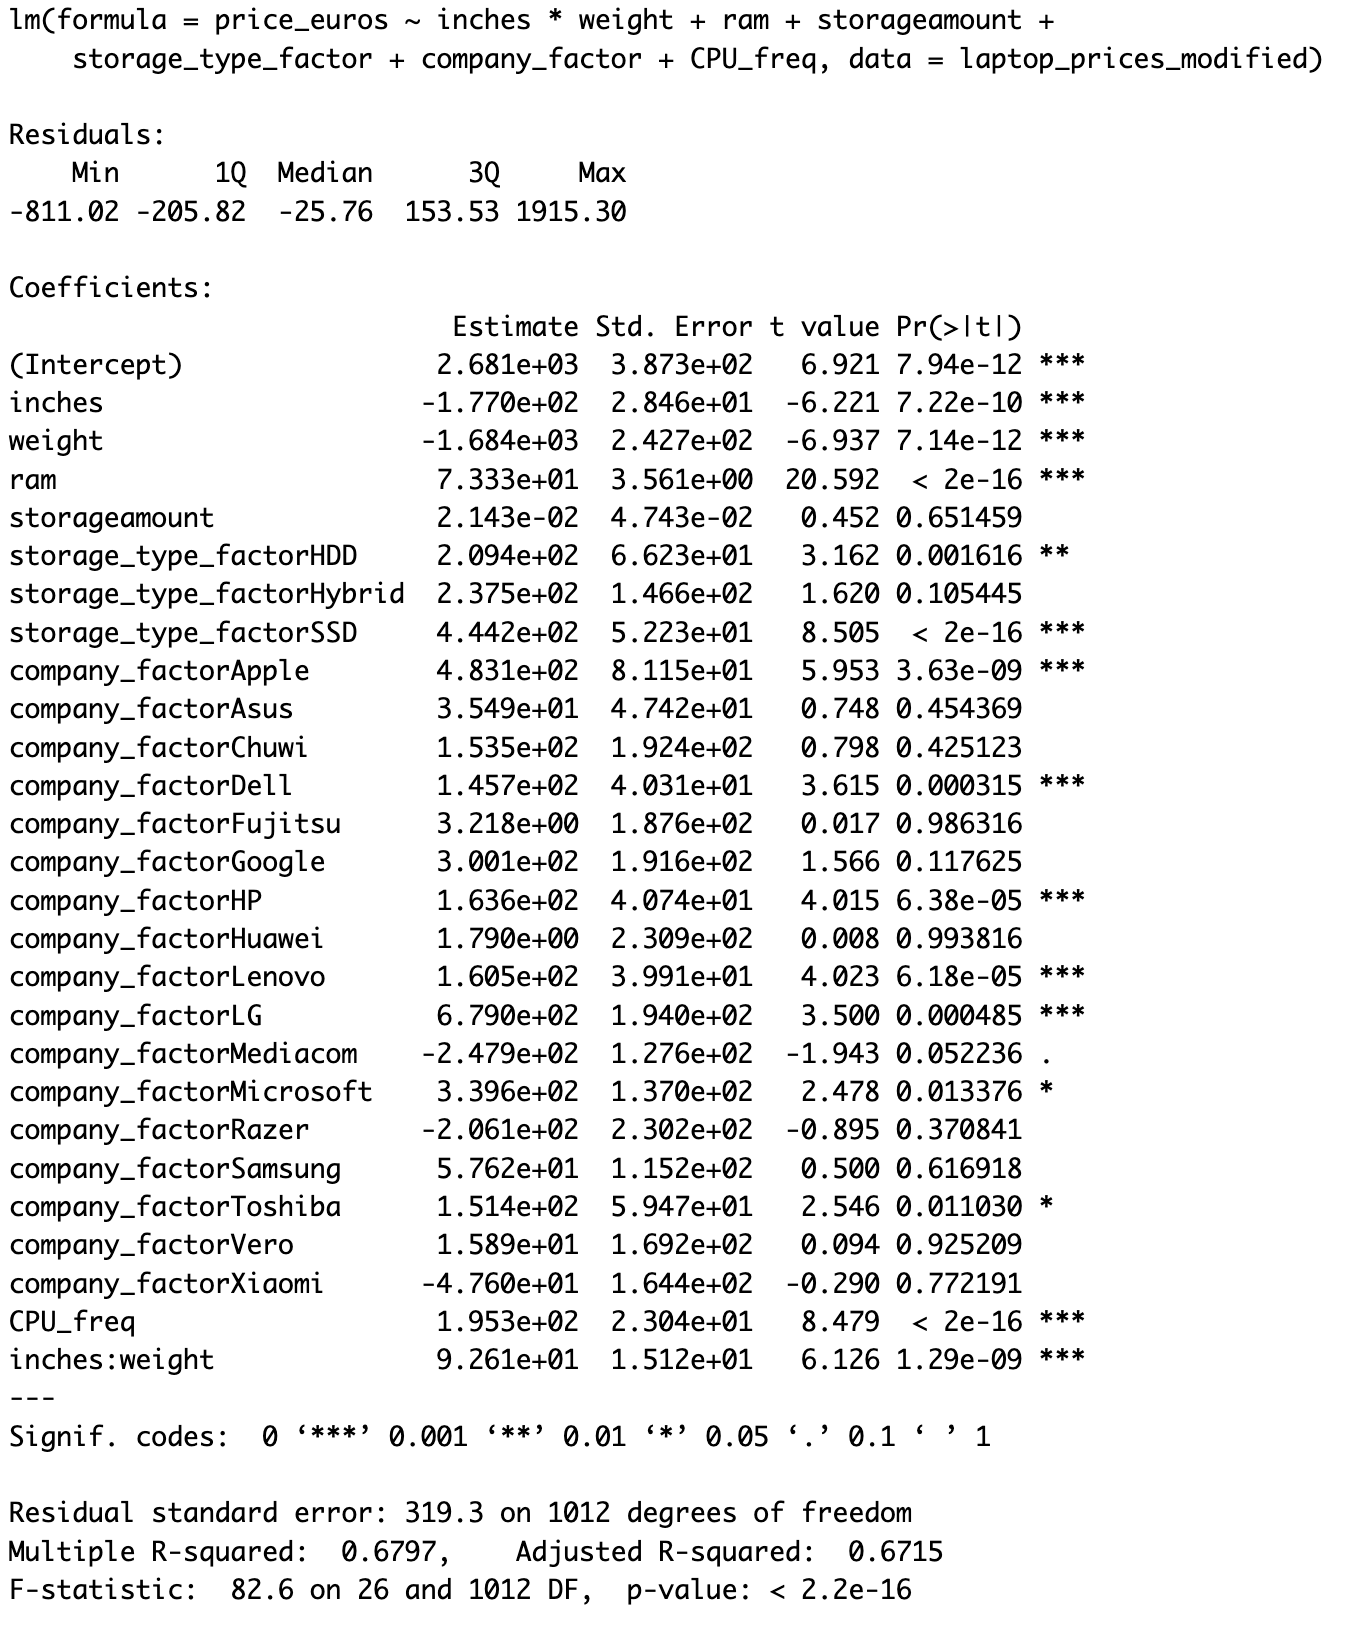 lm(formula = price_euros ~ inches * weight + ram + storageamount +
    storage_type_factor + company_factor + CPU_freq, data = laptop_prices_modified)

Residuals:
    Min      1Q  Median      3Q     Max
-811.02 -205.82  -25.76  153.53 1915.30

Coefficients:
                            Estimate Std. Error t value Pr(>|t|)
(Intercept)                2.681e+03  3.873e+02   6.921 7.94e-12 ***
inches                    -1.770e+02  2.846e+01  -6.221 7.22e-10 ***
weight                    -1.684e+03  2.427e+02  -6.937 7.14e-12 ***
ram                        7.333e+01  3.561e+00  20.592  < 2e-16 ***
storageamount              2.143e-02  4.743e-02   0.452 0.651459
storage_type_factorHDD     2.094e+02  6.623e+01   3.162 0.001616 **
storage_type_factorHybrid  2.375e+02  1.466e+02   1.620 0.105445
storage_type_factorSSD     4.442e+02  5.223e+01   8.505  < 2e-16 ***
company_factorApple        4.831e+02  8.115e+01   5.953 3.63e-09 ***
company_factorAsus         3.549e+01  4.742e+01   0.748 0.454369
company_factorChuwi        1.535e+02  1.924e+02   0.798 0.425123
company_factorDell         1.457e+02  4.031e+01   3.615 0.000315 ***
company_factorFujitsu      3.218e+00  1.876e+02   0.017 0.986316
company_factorGoogle       3.001e+02  1.916e+02   1.566 0.117625
company_factorHP           1.636e+02  4.074e+01   4.015 6.38e-05 ***
company_factorHuawei       1.790e+00  2.309e+02   0.008 0.993816
company_factorLenovo       1.605e+02  3.991e+01   4.023 6.18e-05 ***
company_factorLG           6.790e+02  1.940e+02   3.500 0.000485 ***
company_factorMediacom    -2.479e+02  1.276e+02  -1.943 0.052236 .
company_factorMicrosoft    3.396e+02  1.370e+02   2.478 0.013376 *
company_factorRazer       -2.061e+02  2.302e+02  -0.895 0.370841
company_factorSamsung      5.762e+01  1.152e+02   0.500 0.616918
company_factorToshiba      1.514e+02  5.947e+01   2.546 0.011030 *
company_factorVero         1.589e+01  1.692e+02   0.094 0.925209
company_factorXiaomi      -4.760e+01  1.644e+02  -0.290 0.772191
CPU_freq                   1.953e+02  2.304e+01   8.479  < 2e-16 ***
inches:weight              9.261e+01  1.512e+01   6.126 1.29e-09 ***
---
Signif. codes:  0 ‘***’ 0.001 ‘**’ 0.01 ‘*’ 0.05 ‘.’ 0.1 ‘ ’ 1

Residual standard error: 319.3 on 1012 degrees of freedom
Multiple R-squared:  0.6797,    Adjusted R-squared:  0.6715
F-statistic:  82.6 on 26 and 1012 DF,  p-value: < 2.2e-16